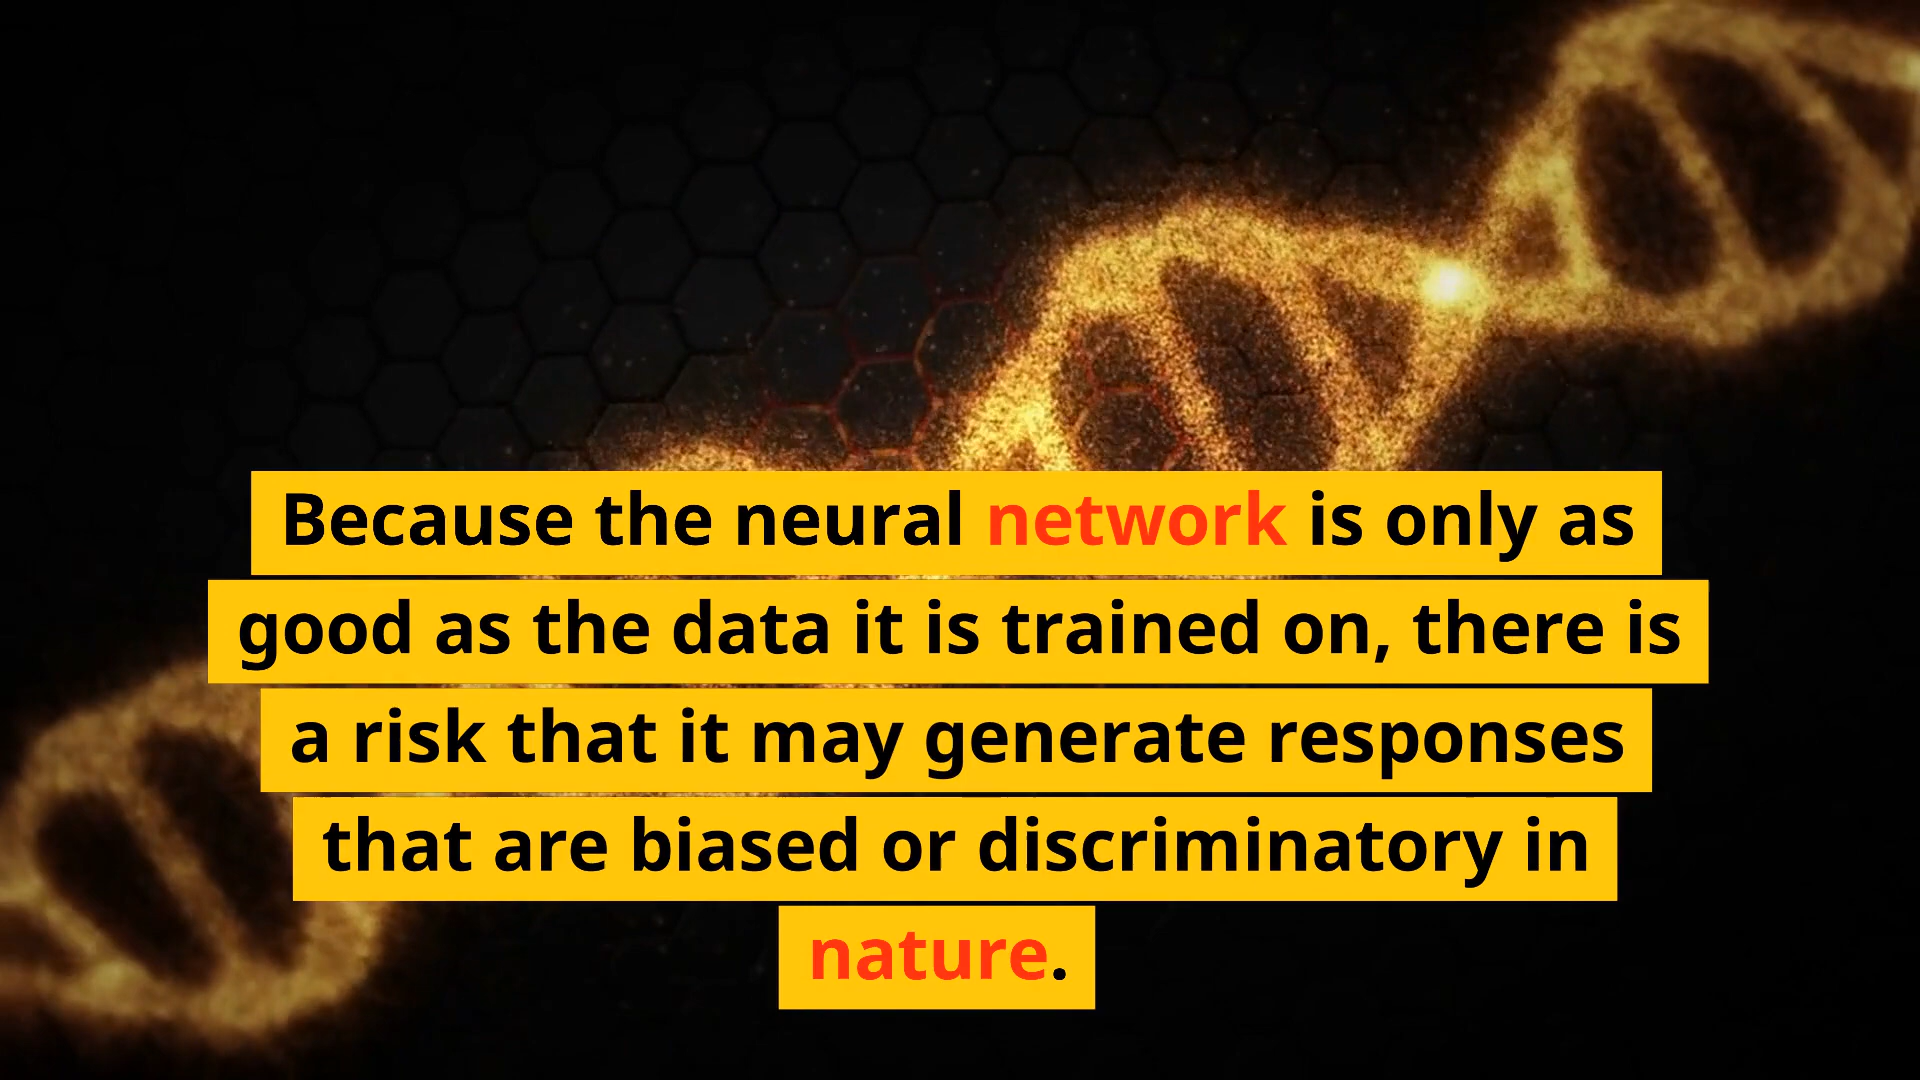 Because the neural network is only as
good as the data it is trained on, there is
a risk that it may generate responses
that are biased or discriminatory in
nature.